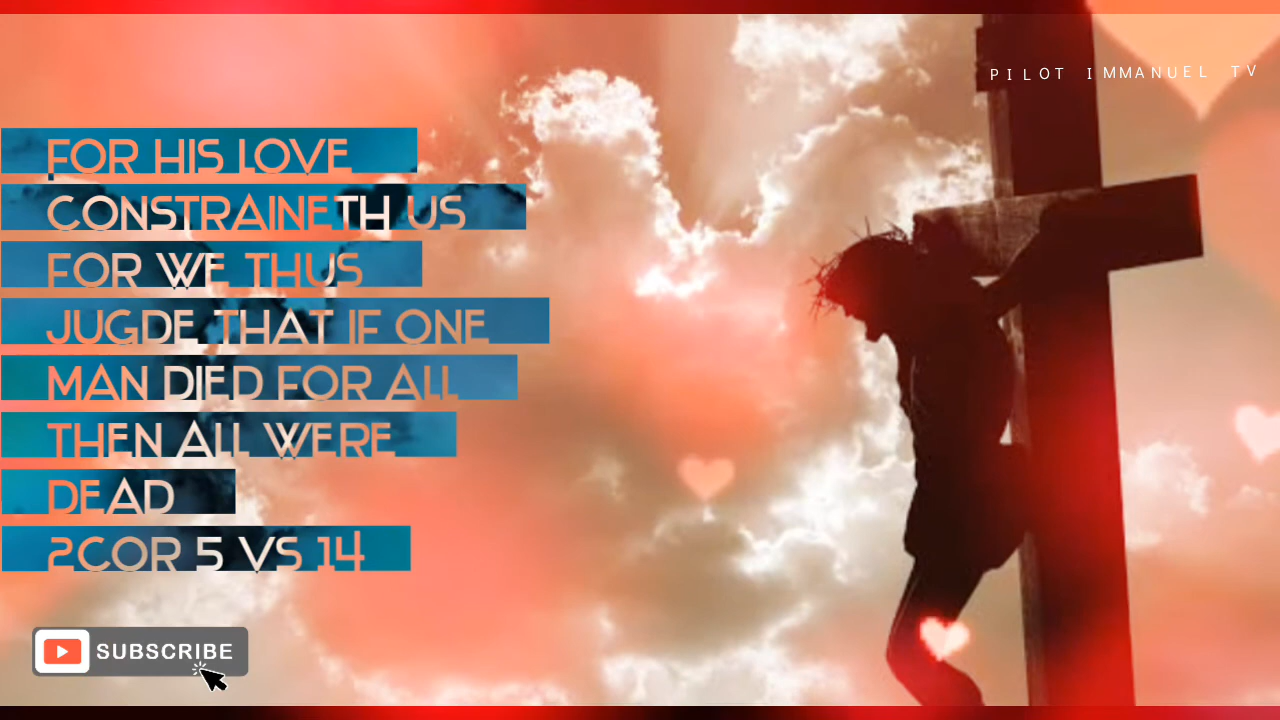 PILOT IMMANUEL TV
FOR HIS LOVE
CONSTRAINETH US
FOR WE THUS
JUGDE THAT IF ONE
MAN DIED FOR ALL
THEN ALL WERE
DEAD
2COR 5 VS 14
SUBSCRIBE